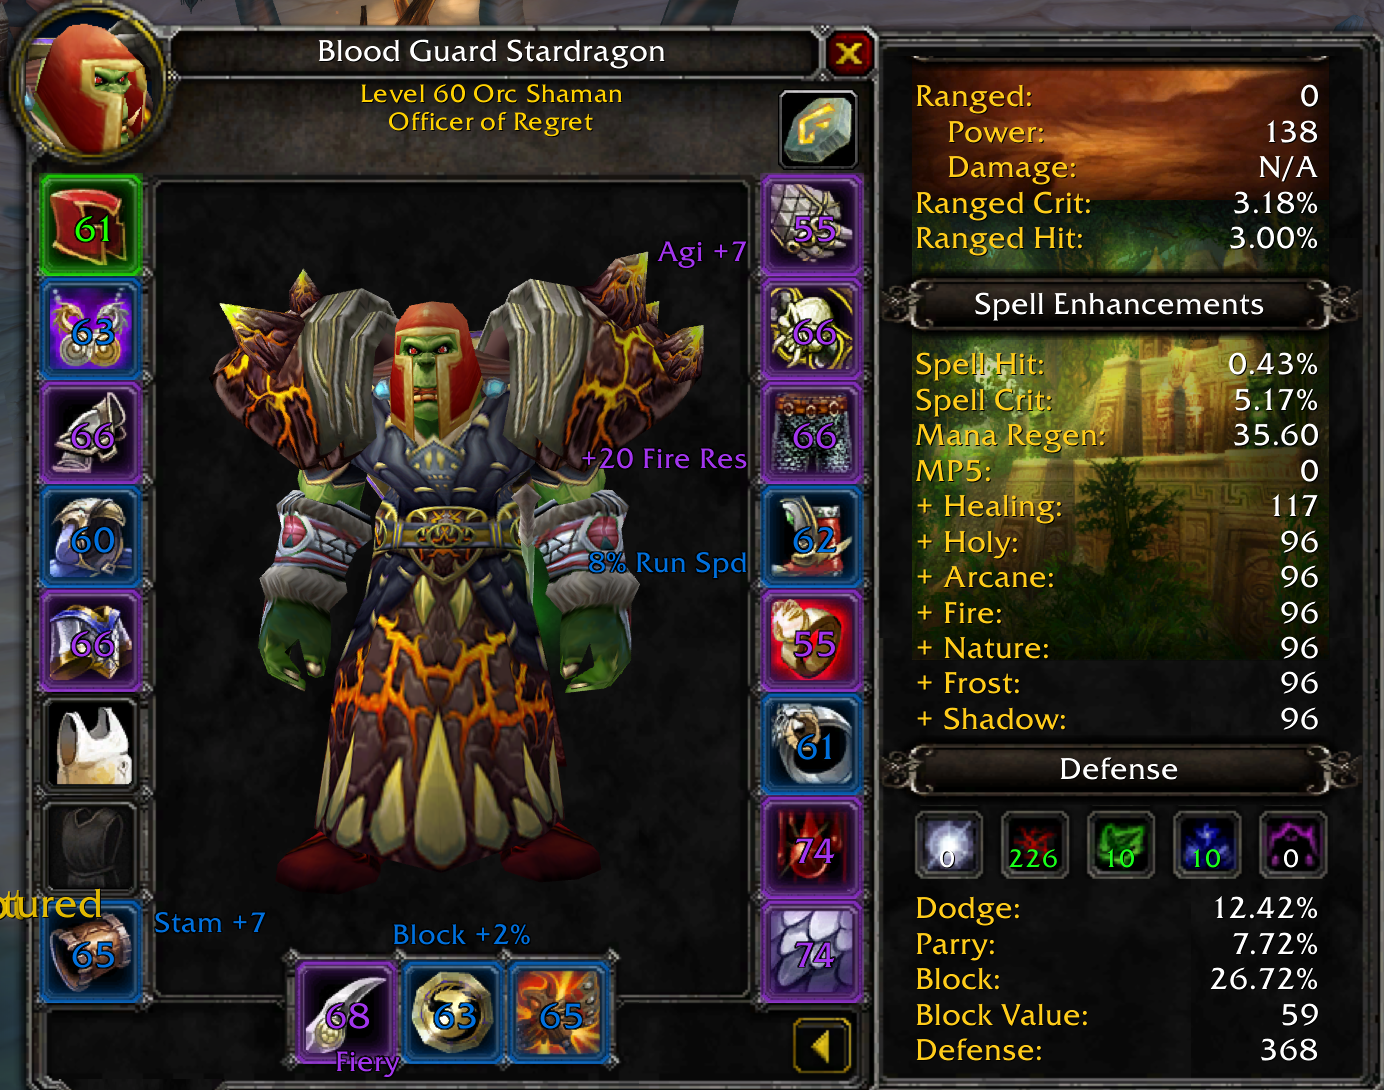 Blood Guard Stardragon
Level 60 Orc Shaman
Officer of Regret
61
63
66
60
66
65
Stam +7
55
Agi +7
66
66
+20 Fire Res
62
8% Run Spd
55
61
74
74
Block +2%
68
63
65
Fiery
tured
Ranged: 0
Power: 138
Damage: N/A
Ranged Crit: 3.18%
Ranged Hit: 3.00%
Spell Enhancements
Spell Hit: 0.43%
Spell Crit: 5.17%
Mana Regen: 35.60
MP5: 0
+ Healing: 117
+ Holy: 96
+ Arcane: 96
+ Fire: 96
+ Nature: 96
+ Frost: 96
+ Shadow: 96
Defense
0 226 10 10 0
Dodge: 12.42%
Parry: 7.72%
Block: 26.72%
Block Value: 59
Defense: 368